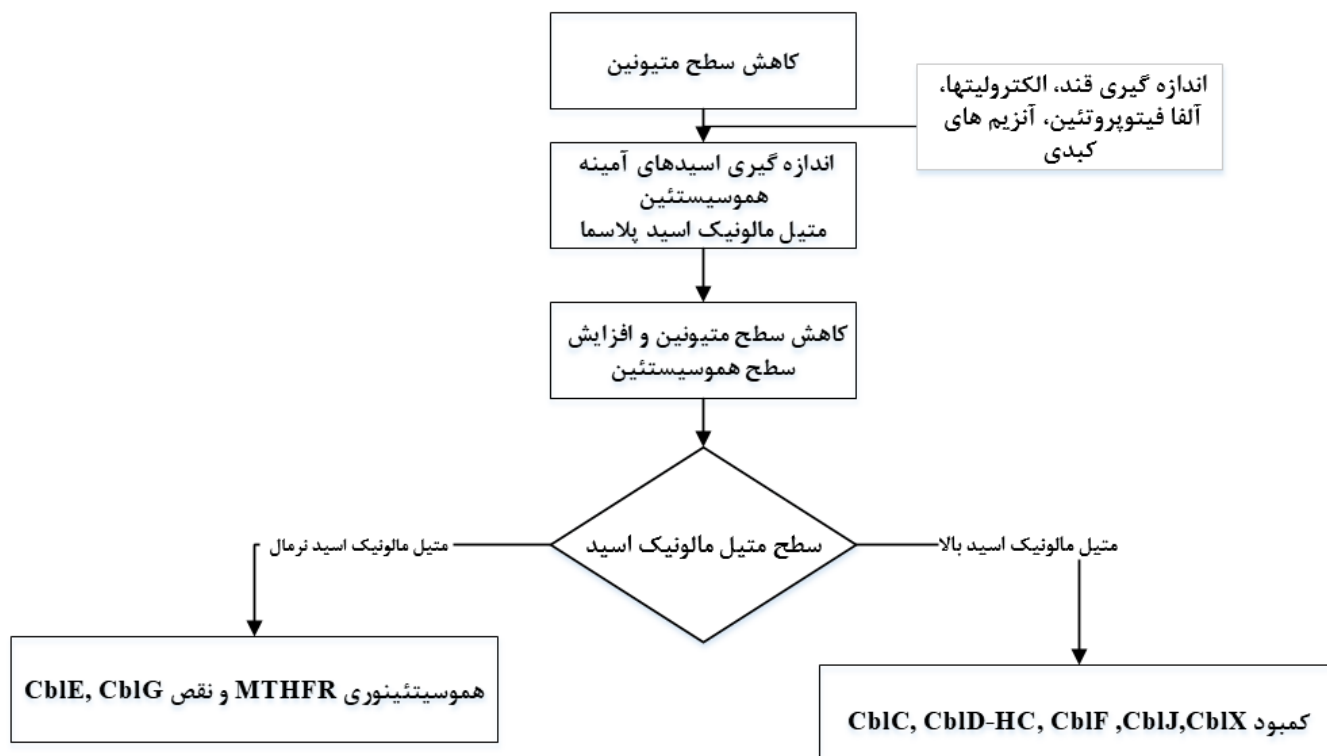 کاهش سطح متیونین
اندازه گیری قند، الکترولیتها،
آلفا فیتوپروتئین، آنزیم های
کبدی
اندازه گیری اسیدهای آمینه
هموسیستئین
متیل مالونیک اسید پلاسما
کاهش سطح متیونین و افزایش
سطح هموسیستئین
سطح متیل مالونیک اسید
متیل مالونیک اسید بالا
متیل مالونیک اسید نرمال
کمبود CblC, CblD-HC, CblF ,CblJ,CblX
هموسیتئینوری MTHFR و نقص CblE, CblG